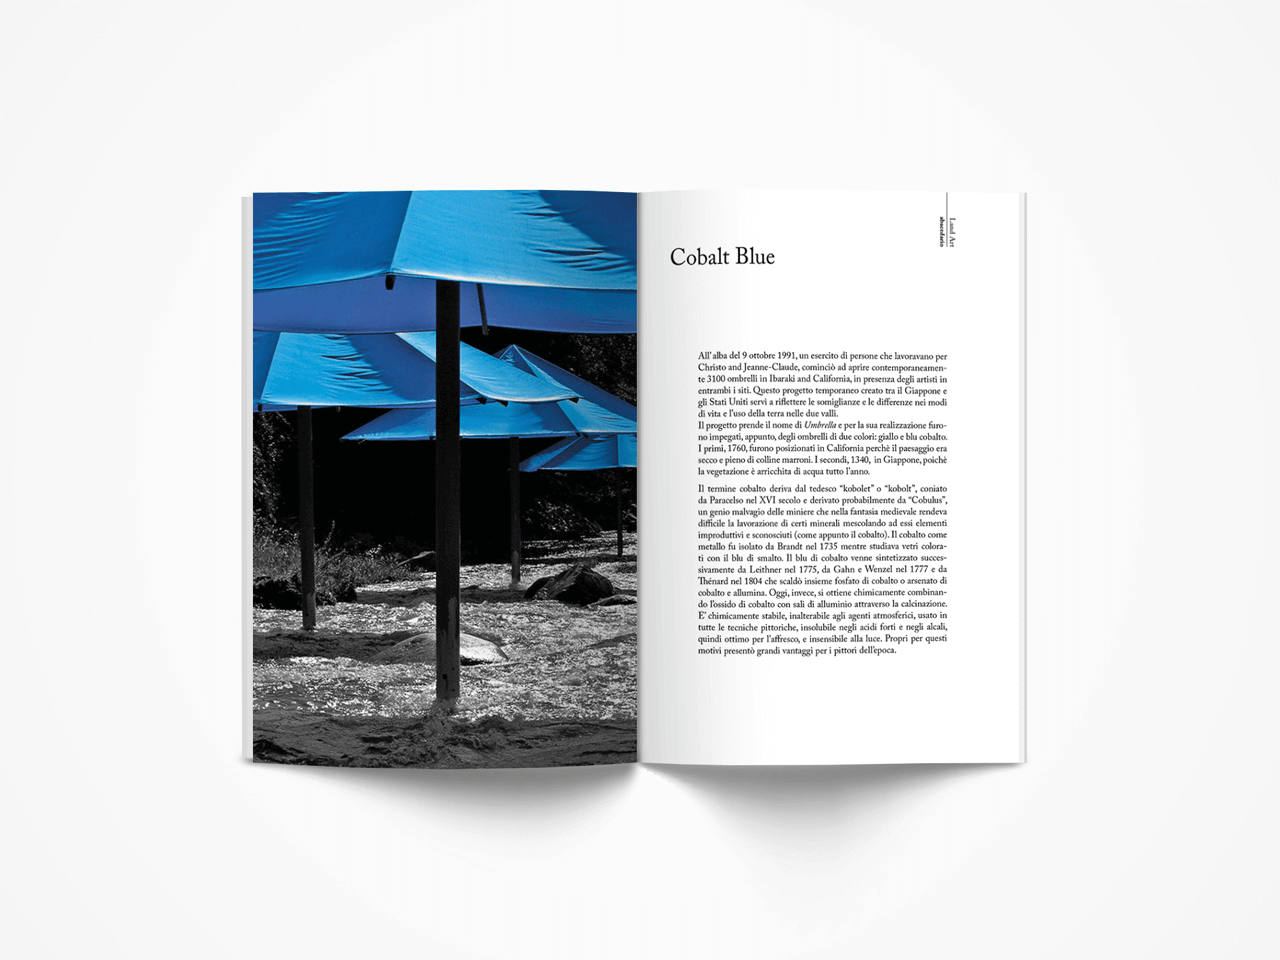 Land Art
abecedario
Cobalt Blue
All’ alba del 9 ottobre 1991, un esercito di persone che lavoravano per
Christo and Jeanne-Claude, cominciò ad aprire contemporaneamen-
te 3100 ombrelli in Ibaraki and California, in presenza degli artisti in
entrambi i siti. Questo progetto temporaneo creato tra il Giappone e
gli Stati Uniti servì a riflettere le somiglianze e le differenze nei modi
di vita e l’uso della terra nelle due valli.
Il progetto prende il nome di Umbrella e per la sua realizzazione furo-
no impegati, appunto, degli ombrelli di due colori: giallo e blu cobalto.
I primi, 1760, furono posizionati in California perchè il paesaggio era
secco e pieno di colline marroni. I secondi, 1340, in Giappone, poichè
la vegetazione è arricchita di acqua tutto l’anno.
Il termine cobalto deriva dal tedesco “kobolet” o “kobolt”, coniato
da Paracelso nel XVI secolo e derivato probabilmente da “Cobulus”,
un genio malvagio delle miniere che nella fantasia medievale rendeva
difficile la lavorazione di certi minerali mescolando ad essi elementi
improduttivi e sconosciuti (come appunto il cobalto). Il cobalto come
metallo fu isolato da Brandt nel 1735 mentre studiava vetri colora-
ti con il blu di smalto. Il blu di cobalto venne sintetizzato succes-
sivamente da Leithner nel 1775, da Gahn e Wenzel nel 1777 e da
Thénard nel 1804 che scaldò insieme fosfato di cobalto o arsenato di
cobalto e allumina. Oggi, invece, si ottiene chimicamente combinan-
do l’ossido di cobalto con sali di alluminio attraverso la calcinazione.
E’ chimicamente stabile, inalterabile agli agenti atmosferici, usato in
tutte le tecniche pittoriche, insolubile negli acidi forti e negli alcali,
quindi ottimo per l’affresco, e insensibile alla luce. Propri per questi
motivi presentò grandi vantaggi per i pittori dell’epoca.